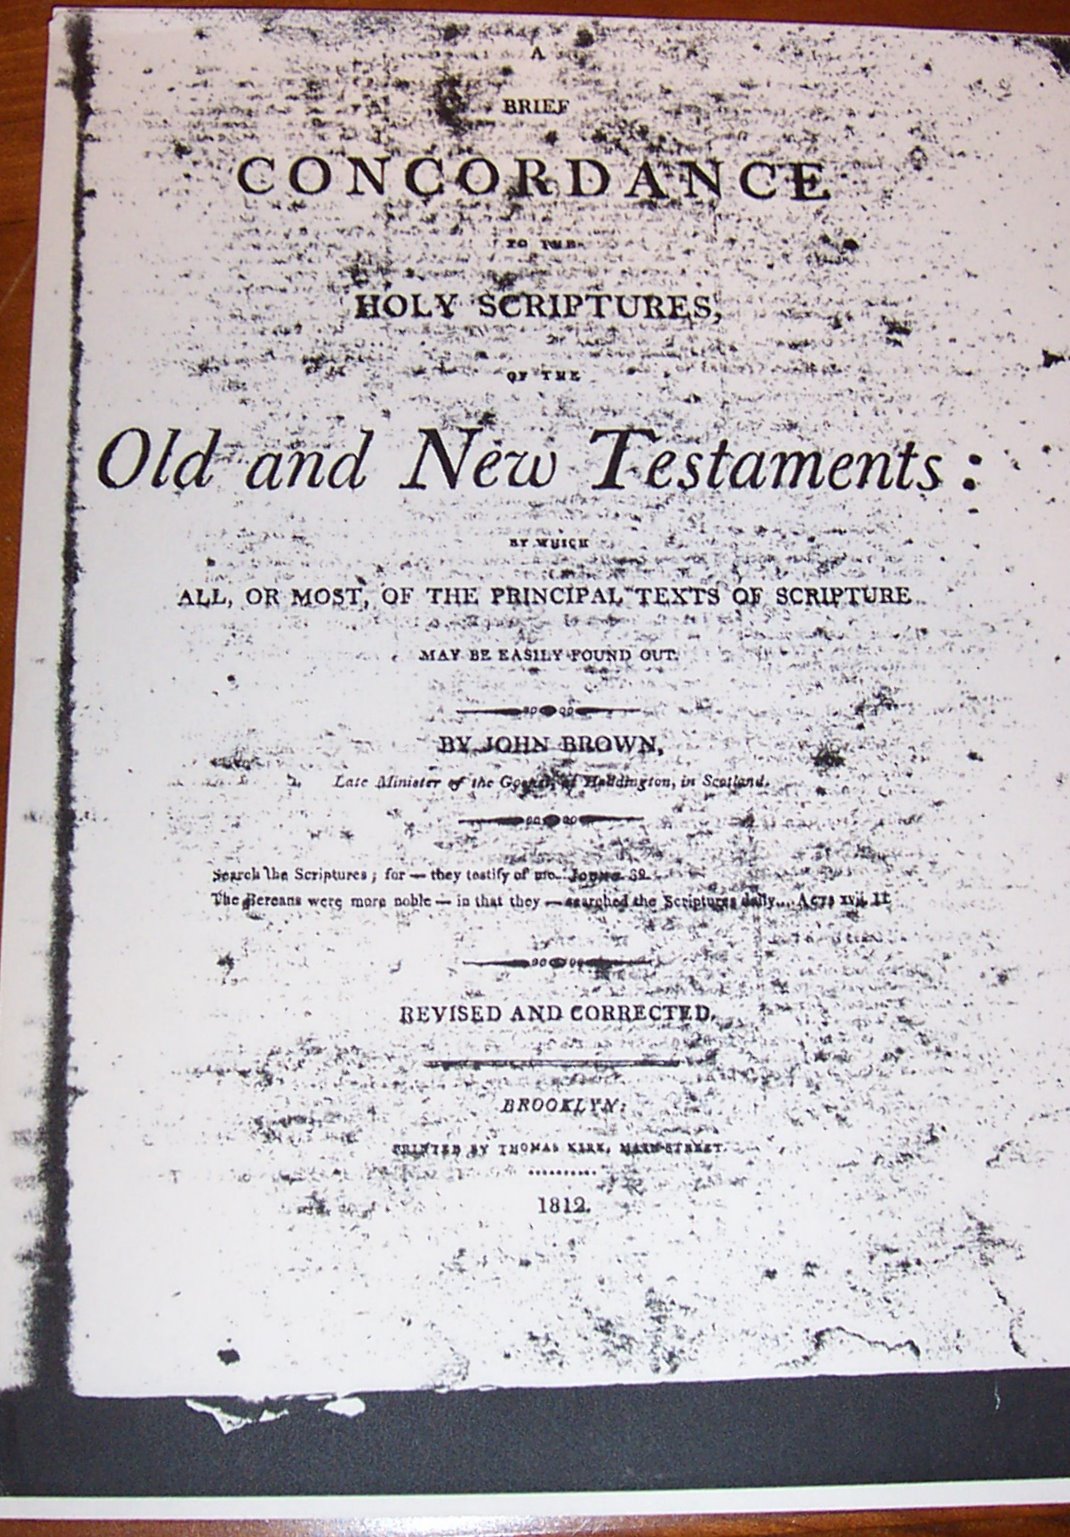 A
BRIEF
CONCORDANCE
TO THE
HOLY SCRIPTURES,
OF THE
Old and New Testaments:
BY WHICH
ALL, OR MOST, OF THE PRINCIPAL TEXTS OF SCRIPTURE
MAY BE EASILY FOUND OUT.
BY JOHN BROWN,
Late Minister of the Gospel, at Haddington, in Scotland.
Search the Scriptures; for — they testify of me.
The Bereans were more noble — in that they — searched the Scriptures daily... Acts xvii. 11
REVISED AND CORRECTED.
BROOKLYN:
PRINTED BY THOMAS KIRK, MAIN-STREET.
1812.